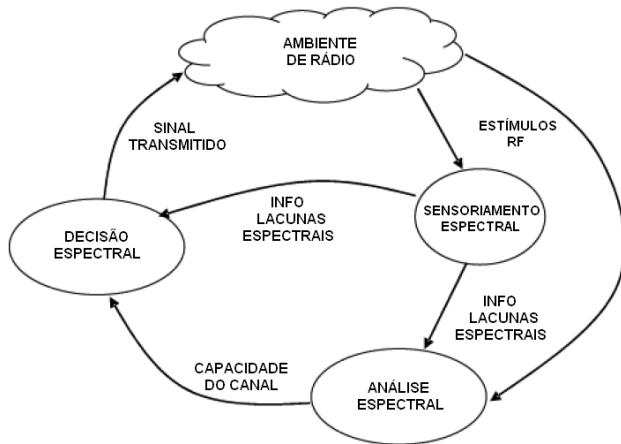 AMBIENTE
DE RÁDIO
SINAL
TRANSMITIDO
ESTÍMULOS
RF
INFO
LACUNAS
ESPECTRAIS
SENSORIAMENTO
ESPECTRAL
DECISÃO
ESPECTRAL
INFO
LACUNAS
ESPECTRAIS
CAPACIDADE
DO CANAL
ANÁLISE
ESPECTRAL